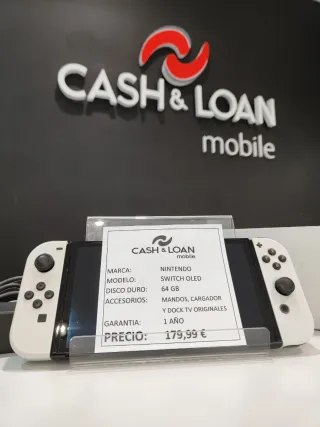 CASH & LOAN
mobile
CASH & LOAN
mobile
MARCA: NINTENDO
MODELO: SWITCH OLED
DISCO DURO: 64 GB
ACCESORIOS: MANDOS, CARGADOR
Y DOCK TV ORIGINALES
GARANTIA: 1 AÑO
PRECIO: 179,99 €